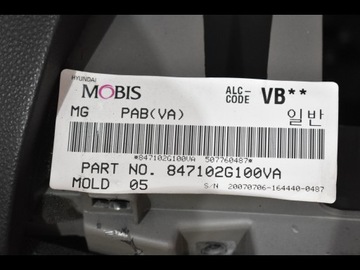 HYUNDAI
MOBIS
ALC-CODE VB**
MG PAB(VA) 일반
*847102G100VA 507760487*
PART NO. 847102G100VA
MOLD 05 S/N 20070706-164440-0487